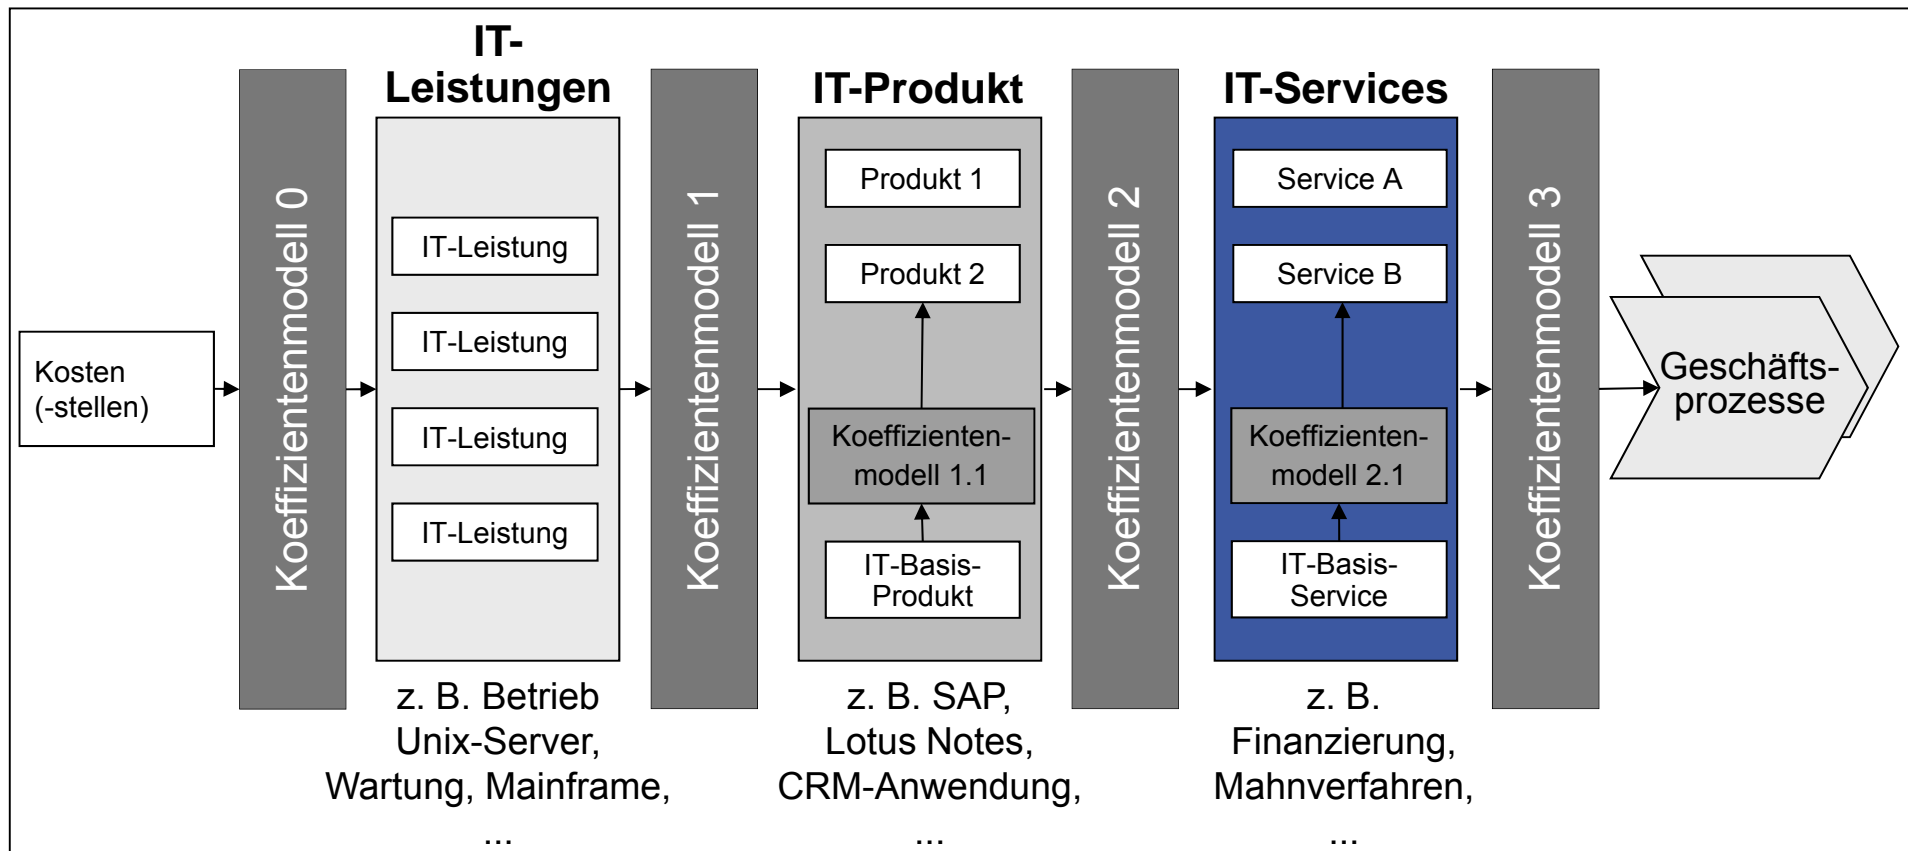 Kosten
(-stellen)
Koeffizientenmodell 0
IT-
Leistungen
IT-Leistung
IT-Leistung
IT-Leistung
IT-Leistung
z. B. Betrieb
Unix-Server,
Wartung, Mainframe,
...
Koeffizientenmodell 1
IT-Produkt
Produkt 1
Produkt 2
Koeffizienten-
modell 1.1
IT-Basis-
Produkt
z. B. SAP,
Lotus Notes,
CRM-Anwendung,
...
Koeffizientenmodell 2
IT-Services
Service A
Service B
Koeffizienten-
modell 2.1
IT-Basis-
Service
z. B.
Finanzierung,
Mahnverfahren,
...
Koeffizientenmodell 3
Geschäfts-
prozesse